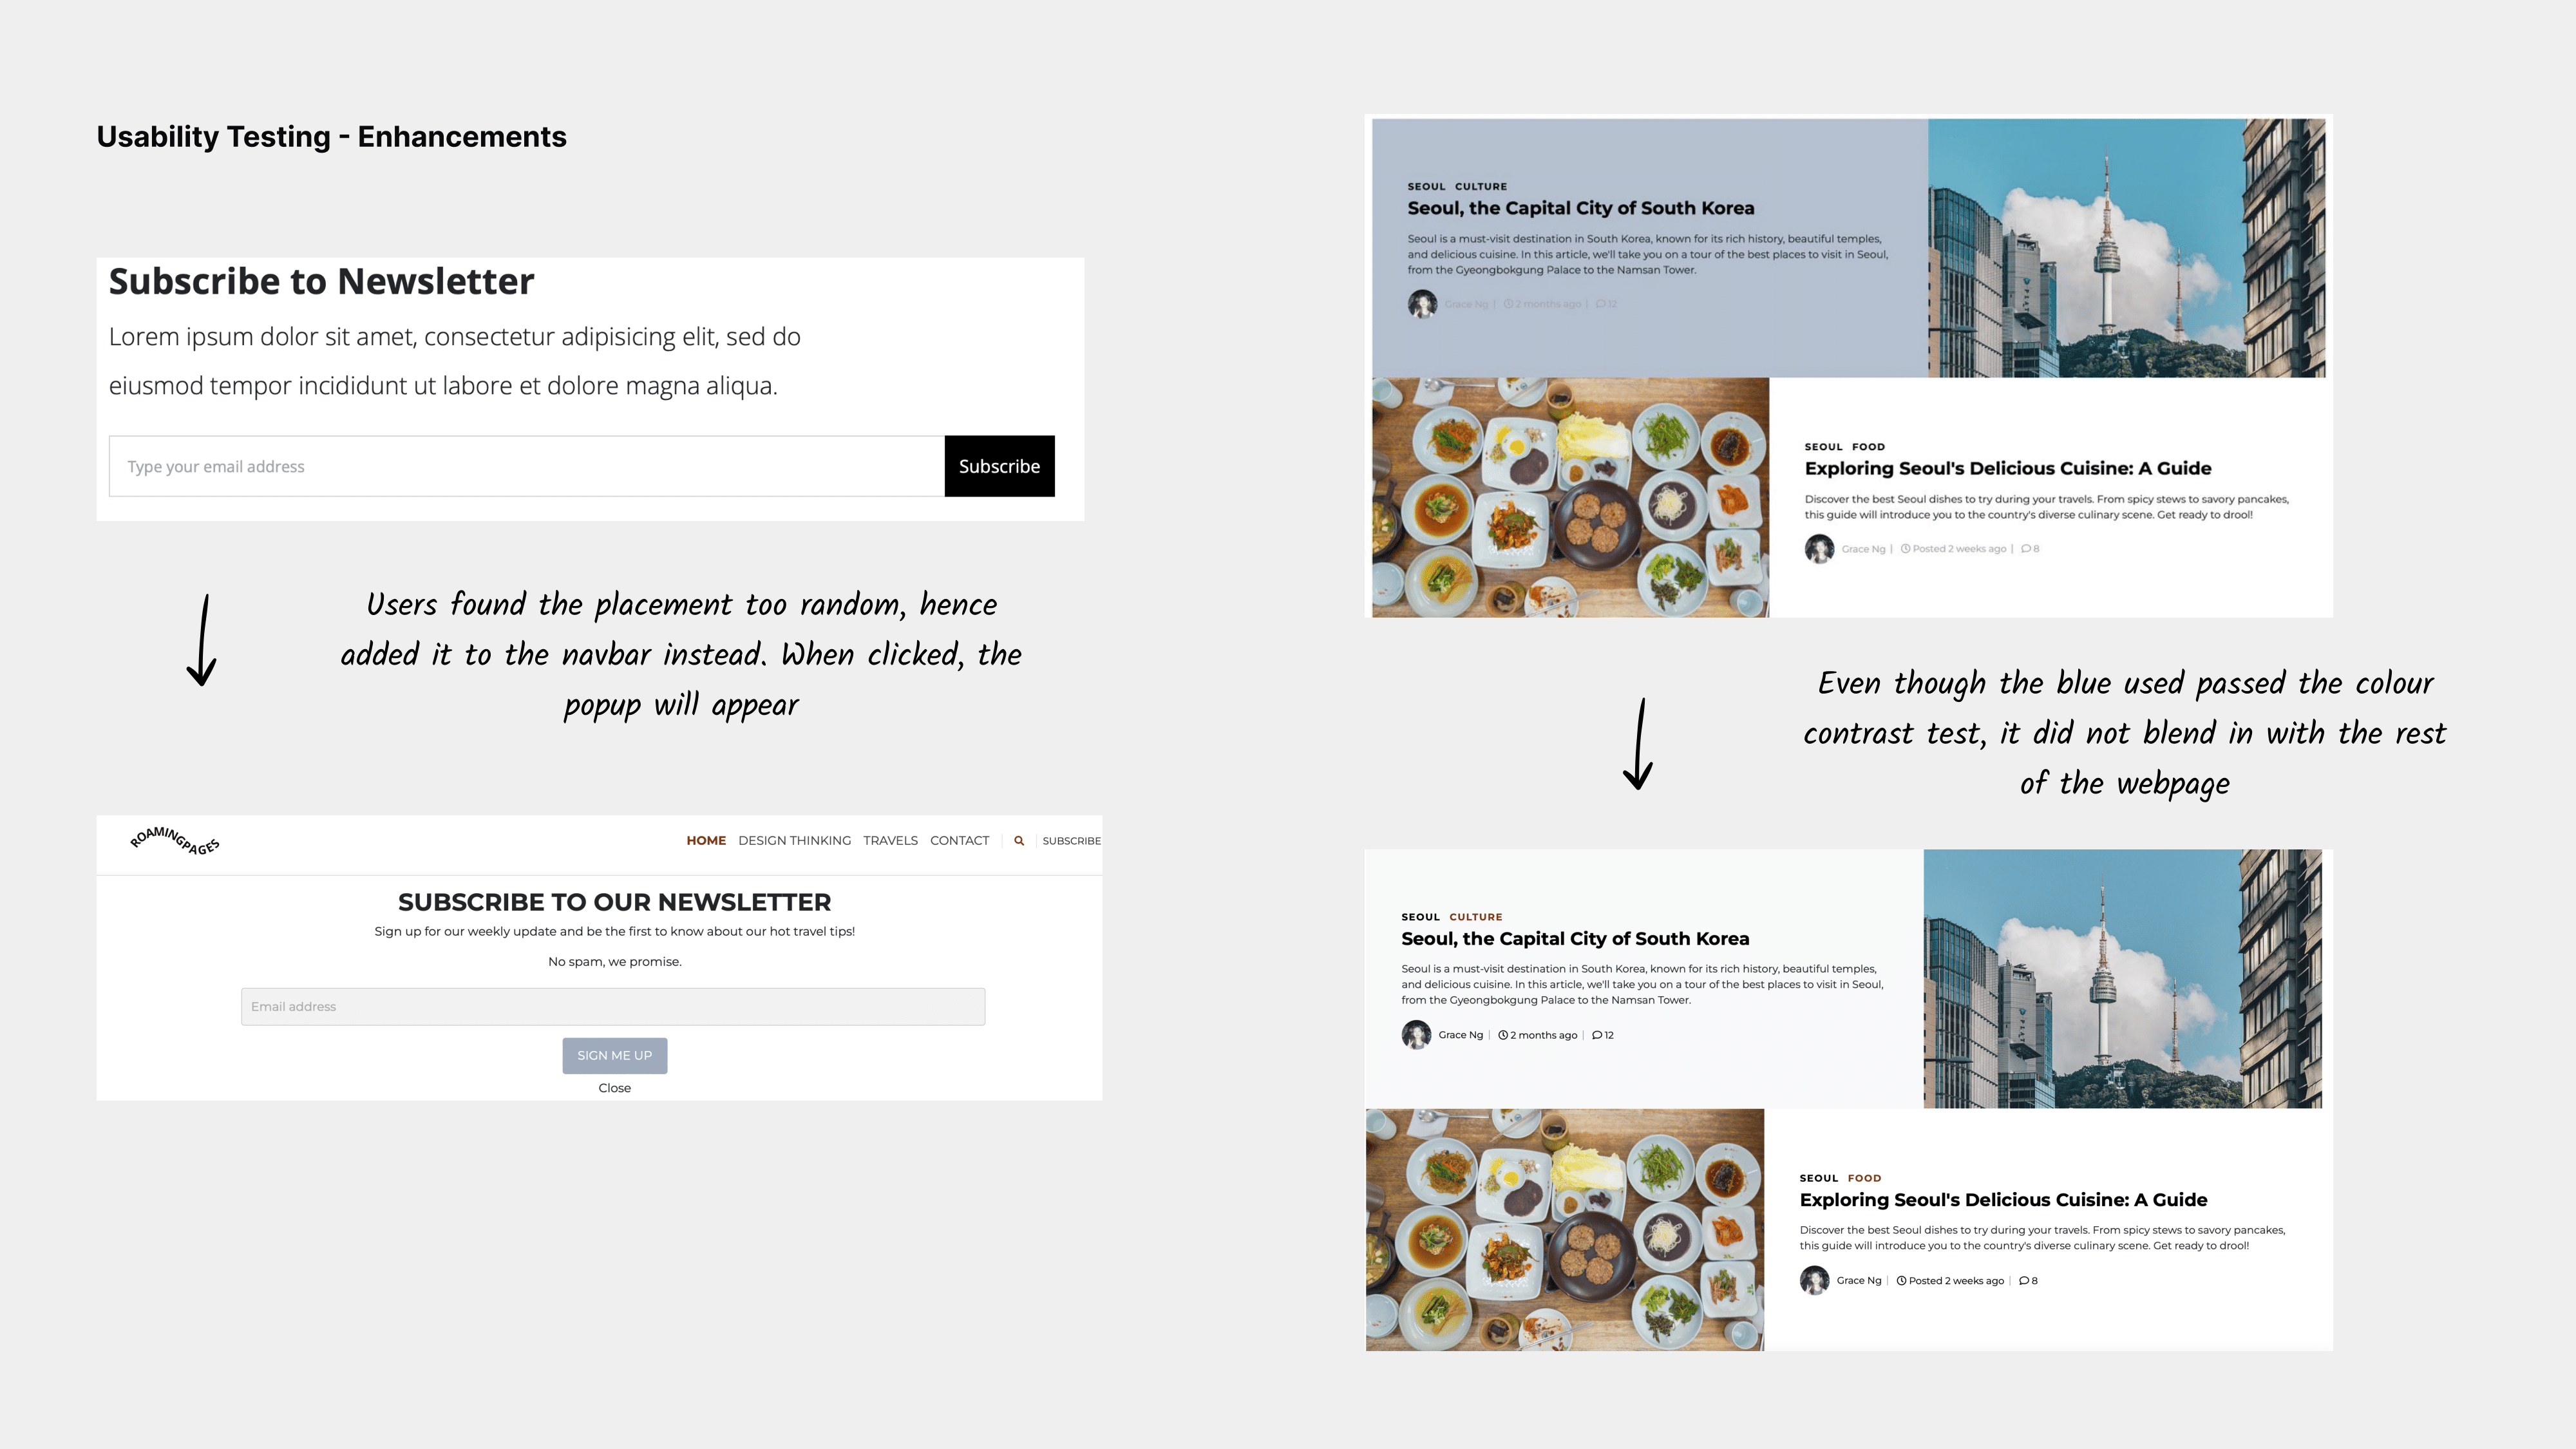 Usability Testing - Enhancements
Subscribe to Newsletter
Lorem ipsum dolor sit amet, consectetur adipisicing elit, sed do
eiusmod tempor incididunt ut labore et dolore magna aliqua.
Type your email address
Subscribe
Users found the placement too random, hence
added it to the navbar instead. When clicked, the
popup will appear
ROAMINGPAGES
HOME DESIGN THINKING TRAVELS CONTACT SUBSCRIBE
SUBSCRIBE TO OUR NEWSLETTER
Sign up for our weekly update and be the first to know about our hot travel tips!
No spam, we promise.
Email address
SIGN ME UP
Close
SEOUL CULTURE
Seoul, the Capital City of South Korea
Seoul is a must-visit destination in South Korea, known for its rich history, beautiful temples,
and delicious cuisine. In this article, we'll take you on a tour of the best places to visit in Seoul,
from the Gyeongbokgung Palace to the Namsan Tower.
Grace Ng | 2 months ago | 12
SEOUL FOOD
Exploring Seoul's Delicious Cuisine: A Guide
Discover the best Seoul dishes to try during your travels. From spicy stews to savory pancakes,
this guide will introduce you to the country's diverse culinary scene. Get ready to drool!
Grace Ng | Posted 2 weeks ago | 8
Even though the blue used passed the colour
contrast test, it did not blend in with the rest
of the webpage
SEOUL CULTURE
Seoul, the Capital City of South Korea
Seoul is a must-visit destination in South Korea, known for its rich history, beautiful temples,
and delicious cuisine. In this article, we'll take you on a tour of the best places to visit in Seoul,
from the Gyeongbokgung Palace to the Namsan Tower.
Grace Ng | 2 months ago | 12
SEOUL FOOD
Exploring Seoul's Delicious Cuisine: A Guide
Discover the best Seoul dishes to try during your travels. From spicy stews to savory pancakes,
this guide will introduce you to the country's diverse culinary scene. Get ready to drool!
Grace Ng | Posted 2 weeks ago | 8